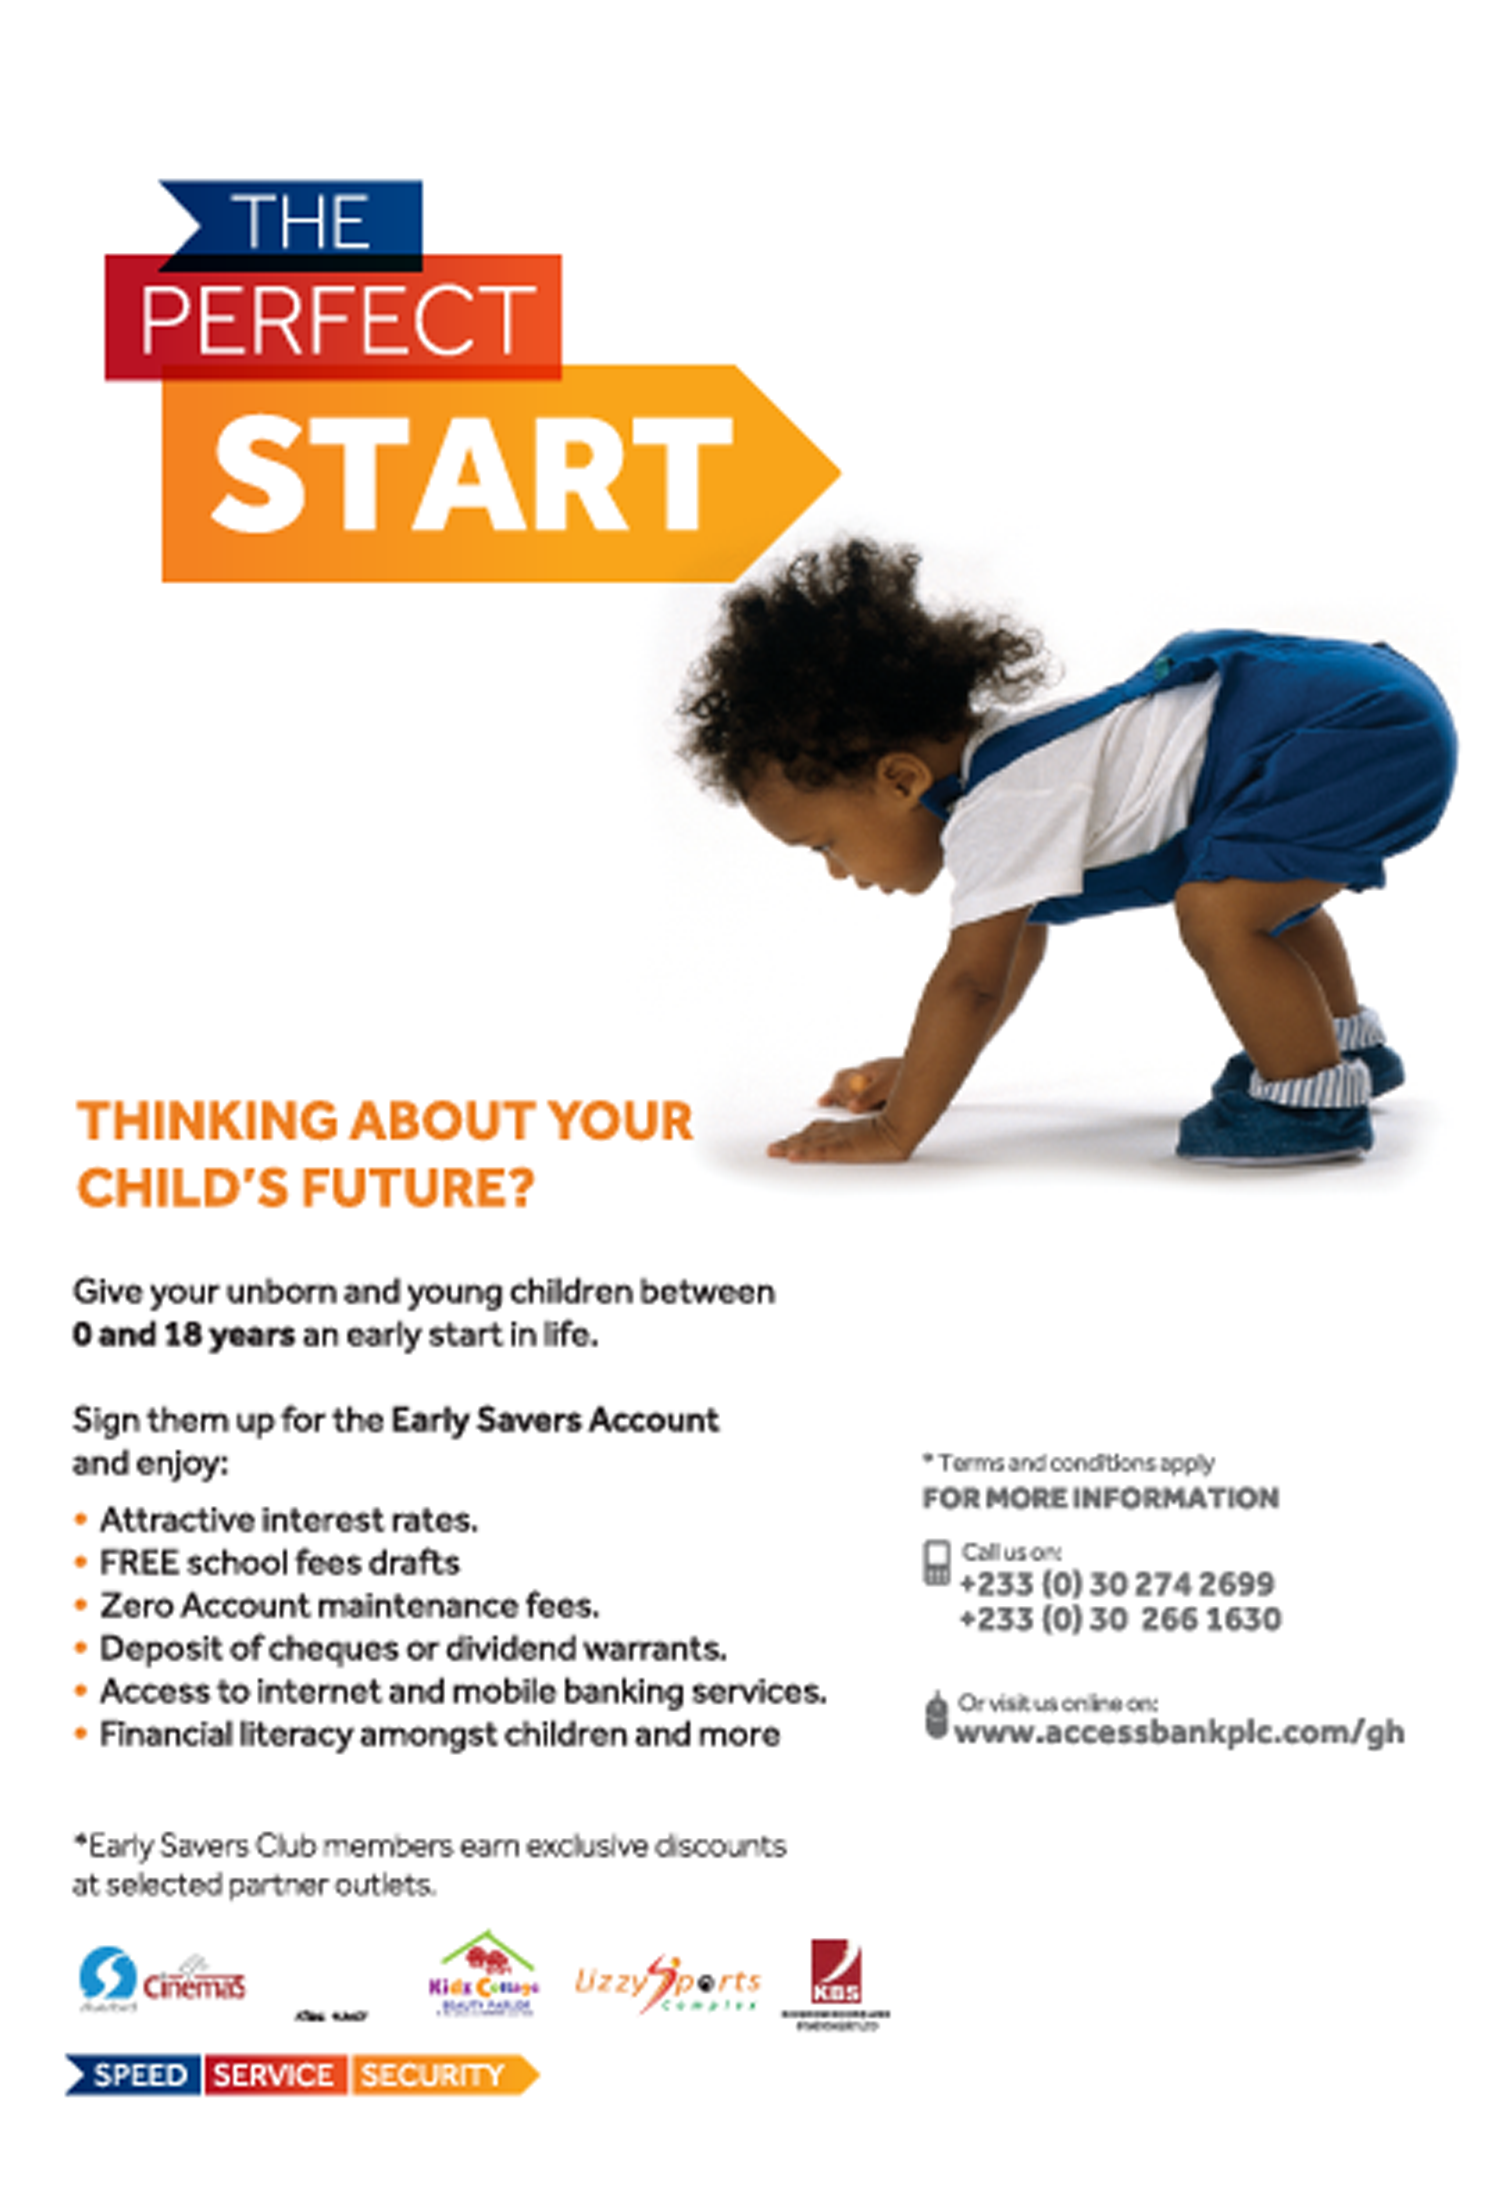 THE
PERFECT
START
THINKING ABOUT YOUR
CHILD'S FUTURE?
Give your unborn and young children between
0 and 18 years an early start in life.
Sign them up for the Early Savers Account
and enjoy:
• Attractive interest rates.
• FREE school fees drafts
• Zero Account maintenance fees.
• Deposit of cheques or dividend warrants.
• Access to internet and mobile banking services.
• Financial literacy amongst children and more
* Terms and conditions apply
FOR MORE INFORMATION
Call us on:
+233 (0) 30 274 2699
+233 (0) 30 266 1630
Or visit us online on:
www.accessbankplc.com/gh
*Early Savers Club members earn exclusive discounts
at selected partner outlets.
Cinemas
Kidz Cottage
BEAUTY PARLOR
Lizzy Sports
Complex
KBS
SPEED SERVICE SECURITY